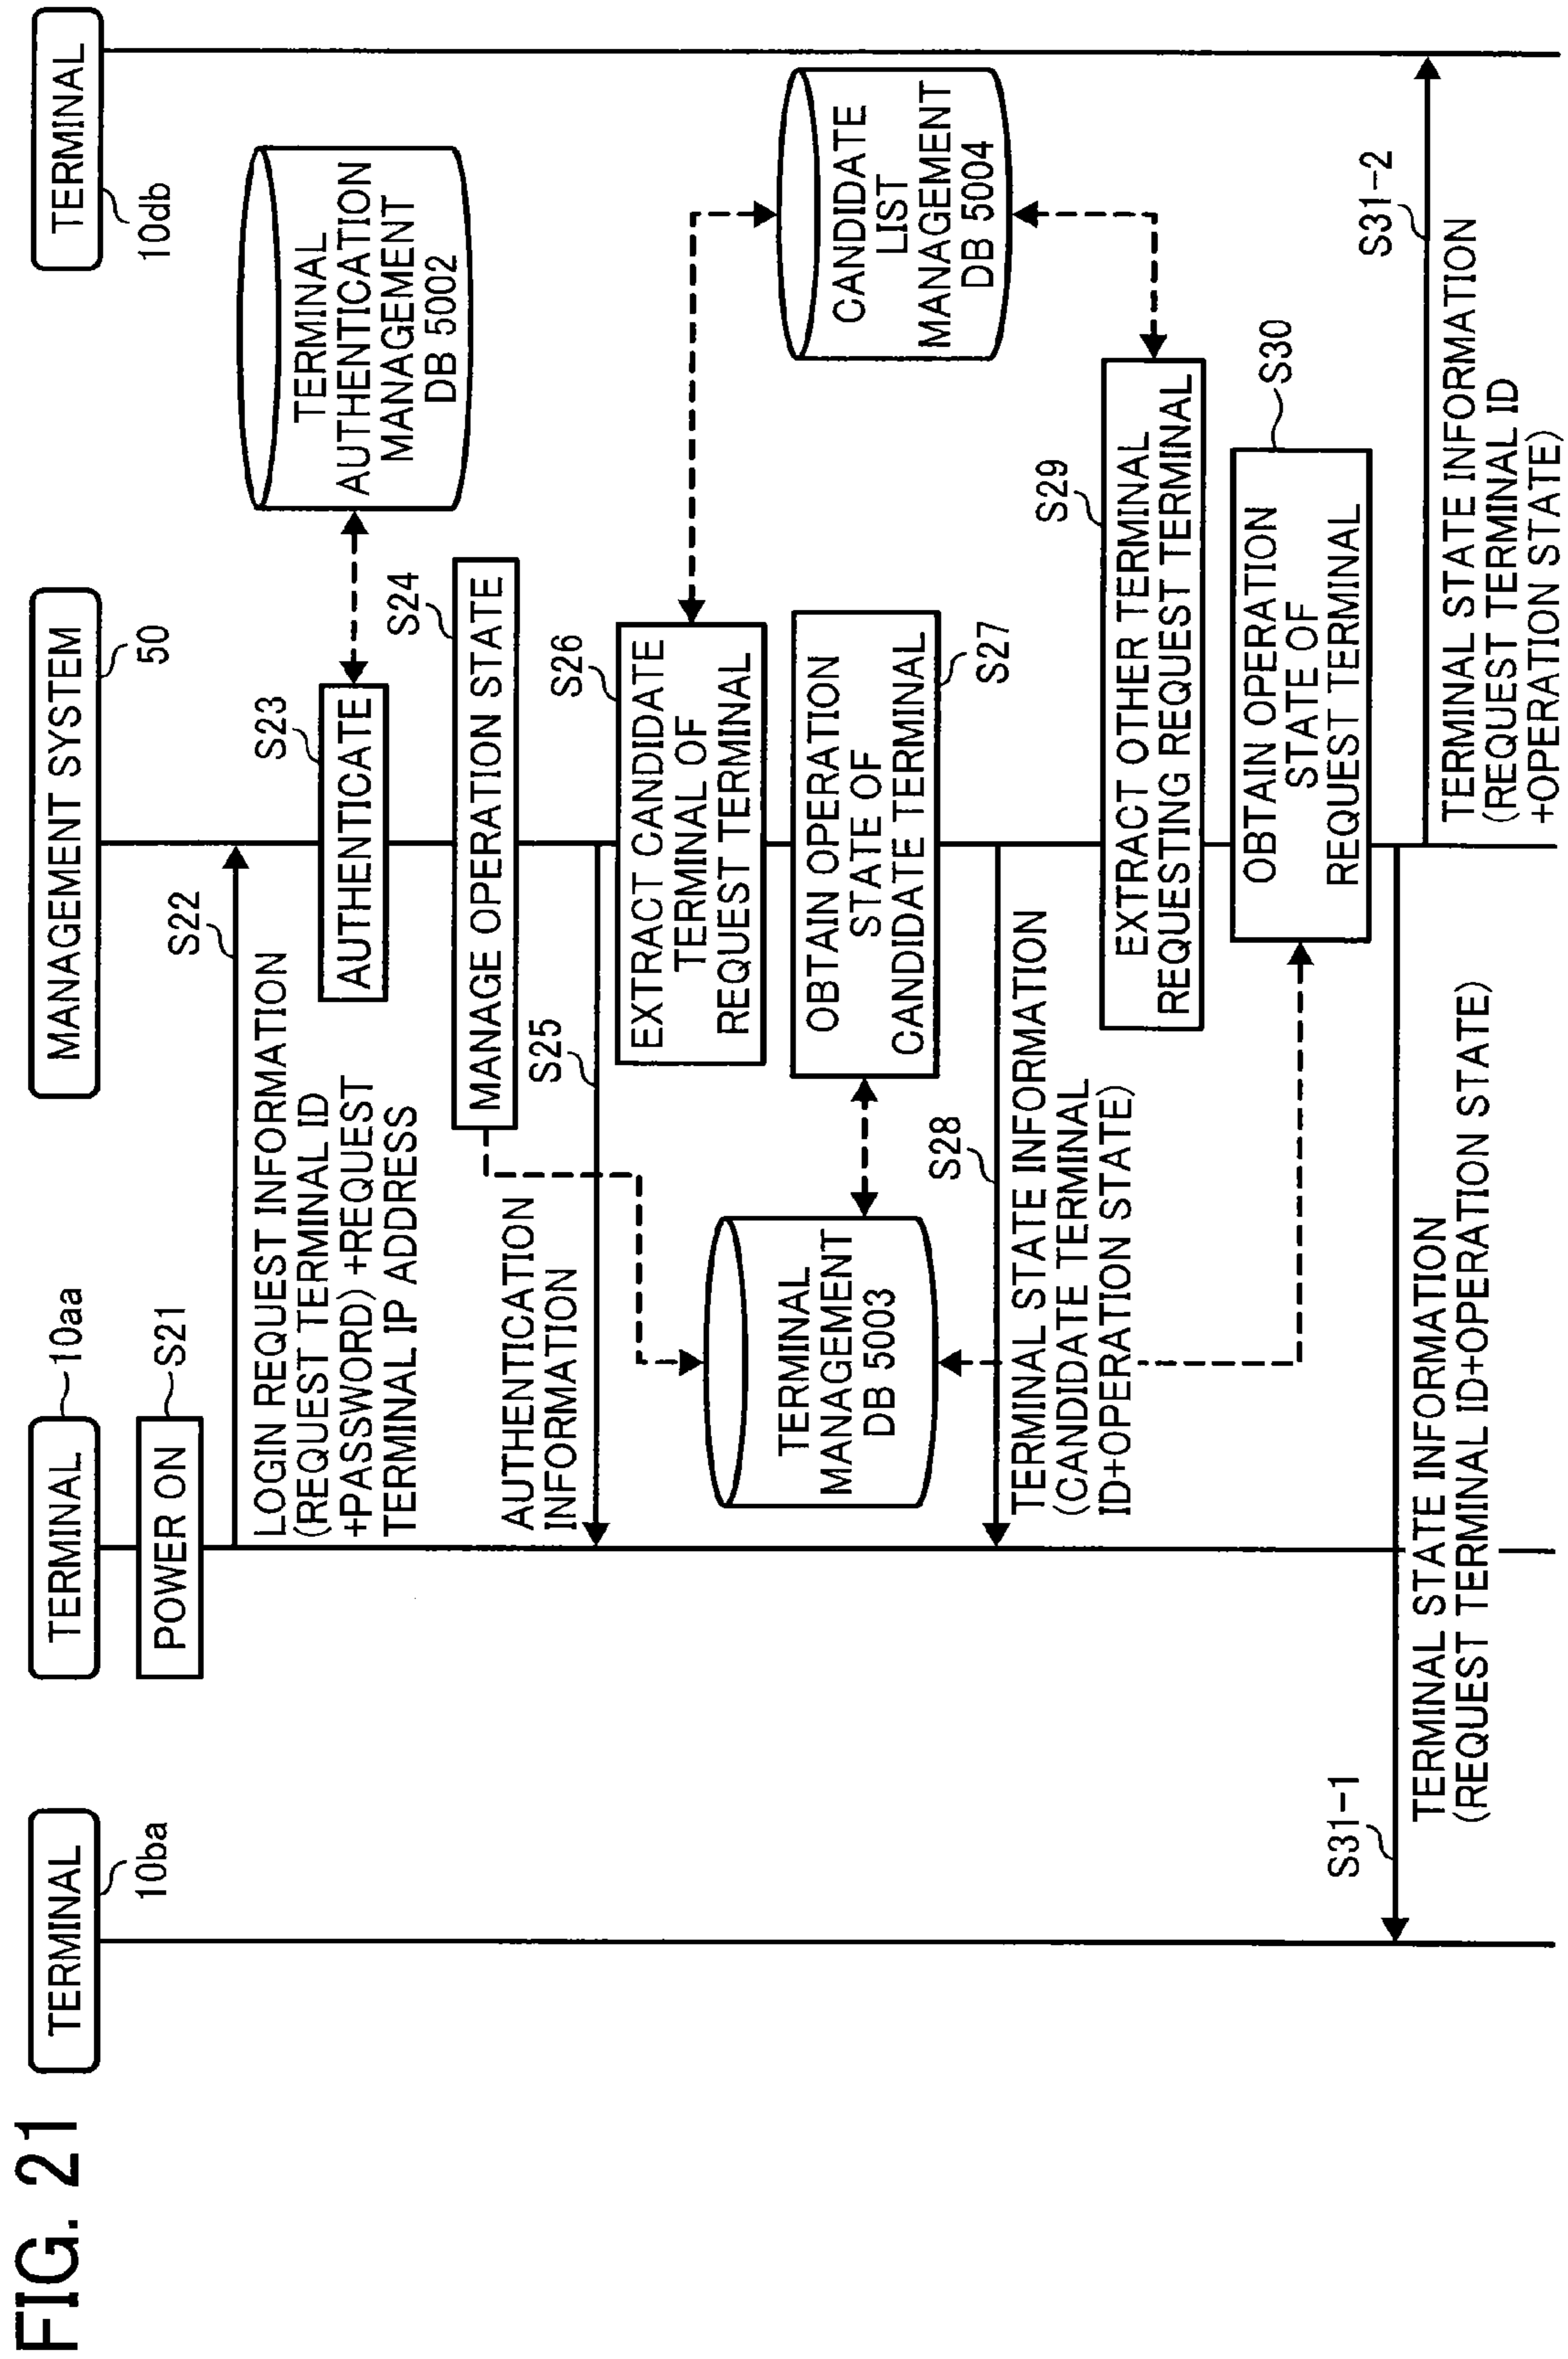 FIG. 21
TERMINAL
10ba
TERMINAL
10aa
MANAGEMENT SYSTEM
50
TERMINAL
10db
POWER ON
S21
S22
LOGIN REQUEST INFORMATION
(REQUEST TERMINAL ID
+PASSWORD) +REQUEST
TERMINAL IP ADDRESS
S23
AUTHENTICATE
TERMINAL
AUTHENTICATION
MANAGEMENT
DB 5002
S24
MANAGE OPERATION STATE
S25
AUTHENTICATION
INFORMATION
S26
EXTRACT CANDIDATE
TERMINAL OF
REQUEST TERMINAL
CANDIDATE
LIST
MANAGEMENT
DB 5004
TERMINAL
MANAGEMENT
DB 5003
OBTAIN OPERATION
STATE OF
CANDIDATE TERMINAL
S27
S28
TERMINAL STATE INFORMATION
(CANDIDATE TERMINAL
ID+OPERATION STATE)
S29
EXTRACT OTHER TERMINAL
REQUESTING REQUEST TERMINAL
S30
OBTAIN OPERATION
STATE OF
REQUEST TERMINAL
S31-1
TERMINAL STATE INFORMATION
(REQUEST TERMINAL ID+OPERATION STATE)
S31-2
TERMINAL STATE INFORMATION
(REQUEST TERMINAL ID
+OPERATION STATE)